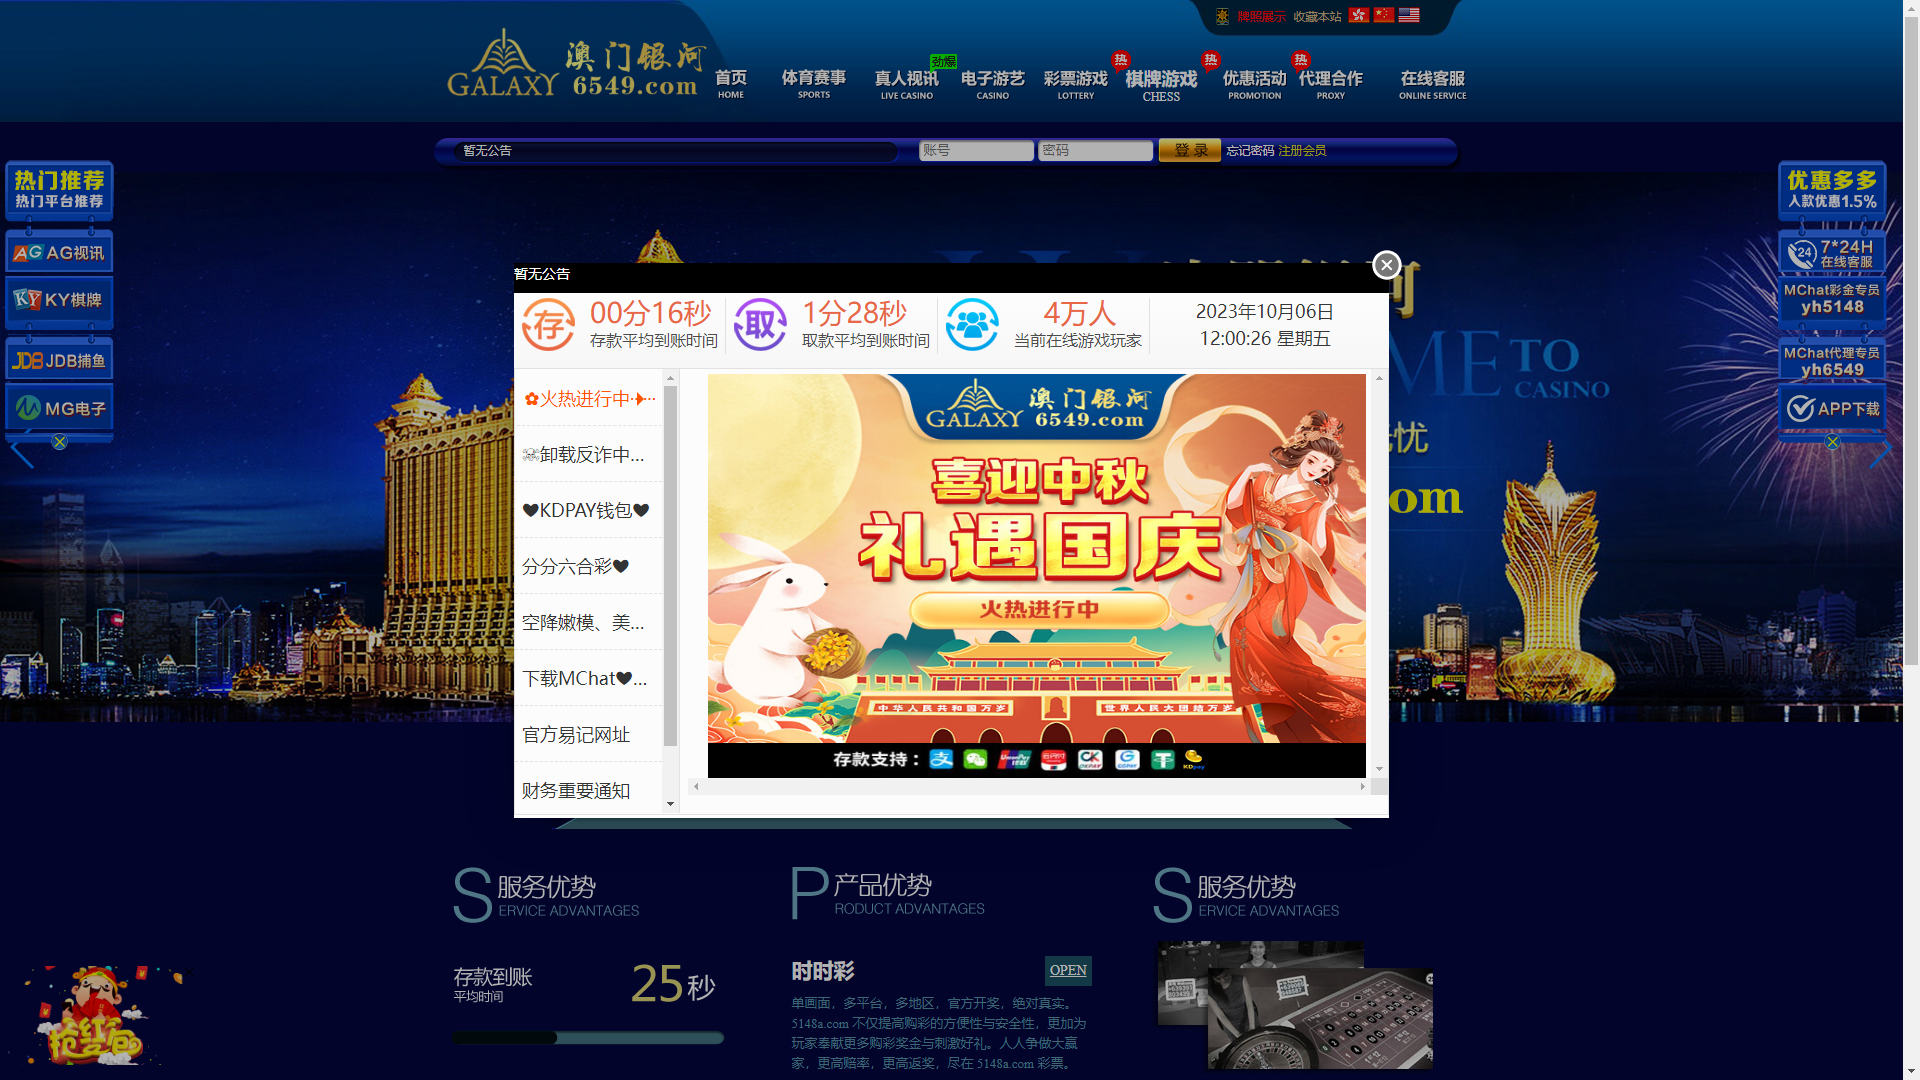 牌照展示 收藏本站
澳门银河
GALAXY 6549.com
首页 体育赛事 真人视讯 劲爆 电子游艺 彩票游戏 热 棋牌游戏 热 优惠活动 热 代理合作 在线客服
HOME SPORTS LIVE CASINO CASINO LOTTERY CHESS PROMOTION PROXY ONLINE SERVICE
暂无公告 账号 密码 登 录 忘记密码 注册会员
热门推荐
热门平台推荐
AG AG视讯
KY KY棋牌
JDB JDB捕鱼
MG电子
优惠多多
入款优惠1.5%
24 7*24H
在线客服
MChat彩金专员
yh5148
MChat代理专员
yh6549
APP下载
TO
CASINO
om
暂无公告
存 00分16秒
存款平均到账时间
取 1分28秒
取款平均到账时间
4万人
当前在线游戏玩家
2023年10月06日
12:00:26 星期五
✿火热进行中✈···
☠卸载反诈中...
♥KDPAY钱包♥
分分六合彩♥
空降嫩模、美...
下载MChat♥...
官方易记网址
财务重要通知
澳门银河
GALAXY 6549.com
喜迎中秋
礼遇国庆
火热进行中
中华人民共和国万岁 世界人民大团结万岁
存款支持：
服务优势
SERVICE ADVANTAGES
产品优势
PRODUCT ADVANTAGES
服务优势
SERVICE ADVANTAGES
存款到账
平均时间
25秒
时时彩 OPEN
单画面，多平台，多地区，官方开奖，绝对真实。
5148a.com 不仅提高购彩的方便性与安全性，更加为
玩家奉献更多购彩奖金与刺激好礼。人人争做大赢
家，更高赔率，更高返奖，尽在 5148a.com 彩票。
抢红包